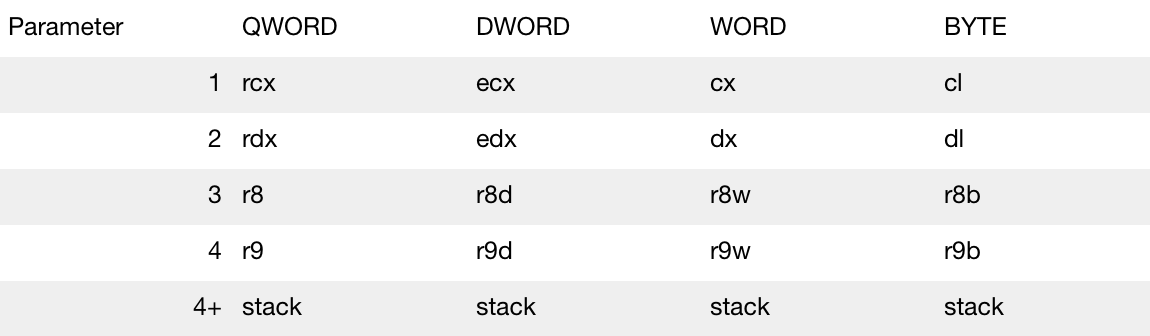 Parameter QWORD DWORD WORD BYTE
1 rcx ecx cx cl
2 rdx edx dx dl
3 r8 r8d r8w r8b
4 r9 r9d r9w r9b
4+ stack stack stack stack